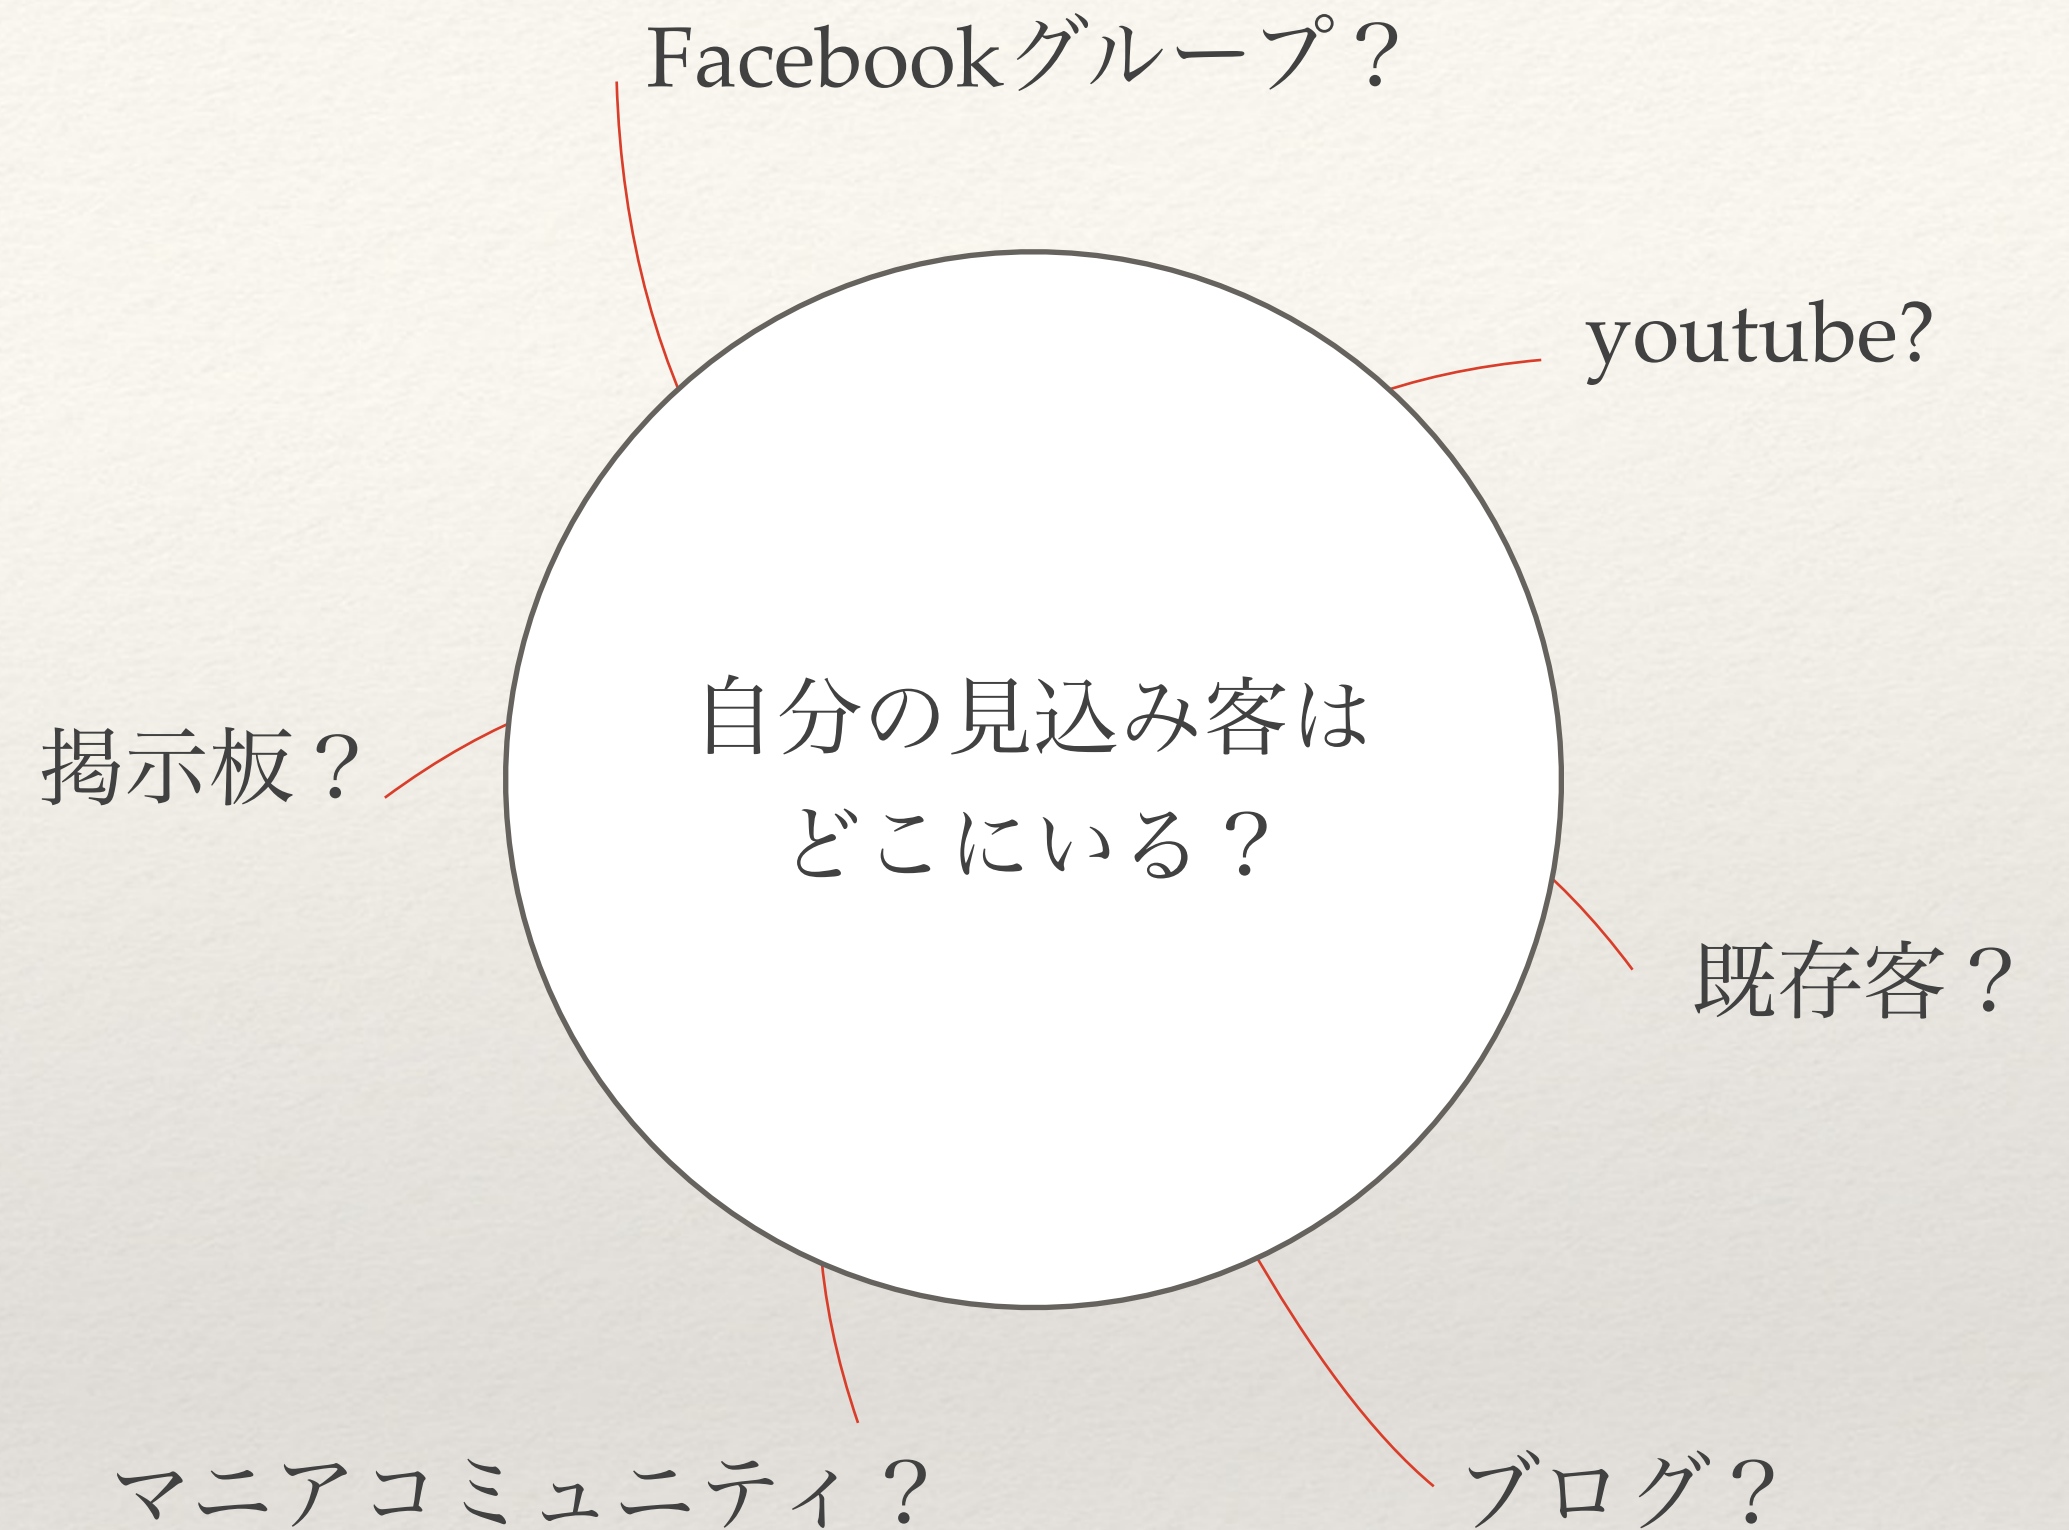 Facebookグループ？
youtube?
自分の見込み客は
どこにいる？
掲示板？
既存客？
マニアコミュニティ？
ブログ？